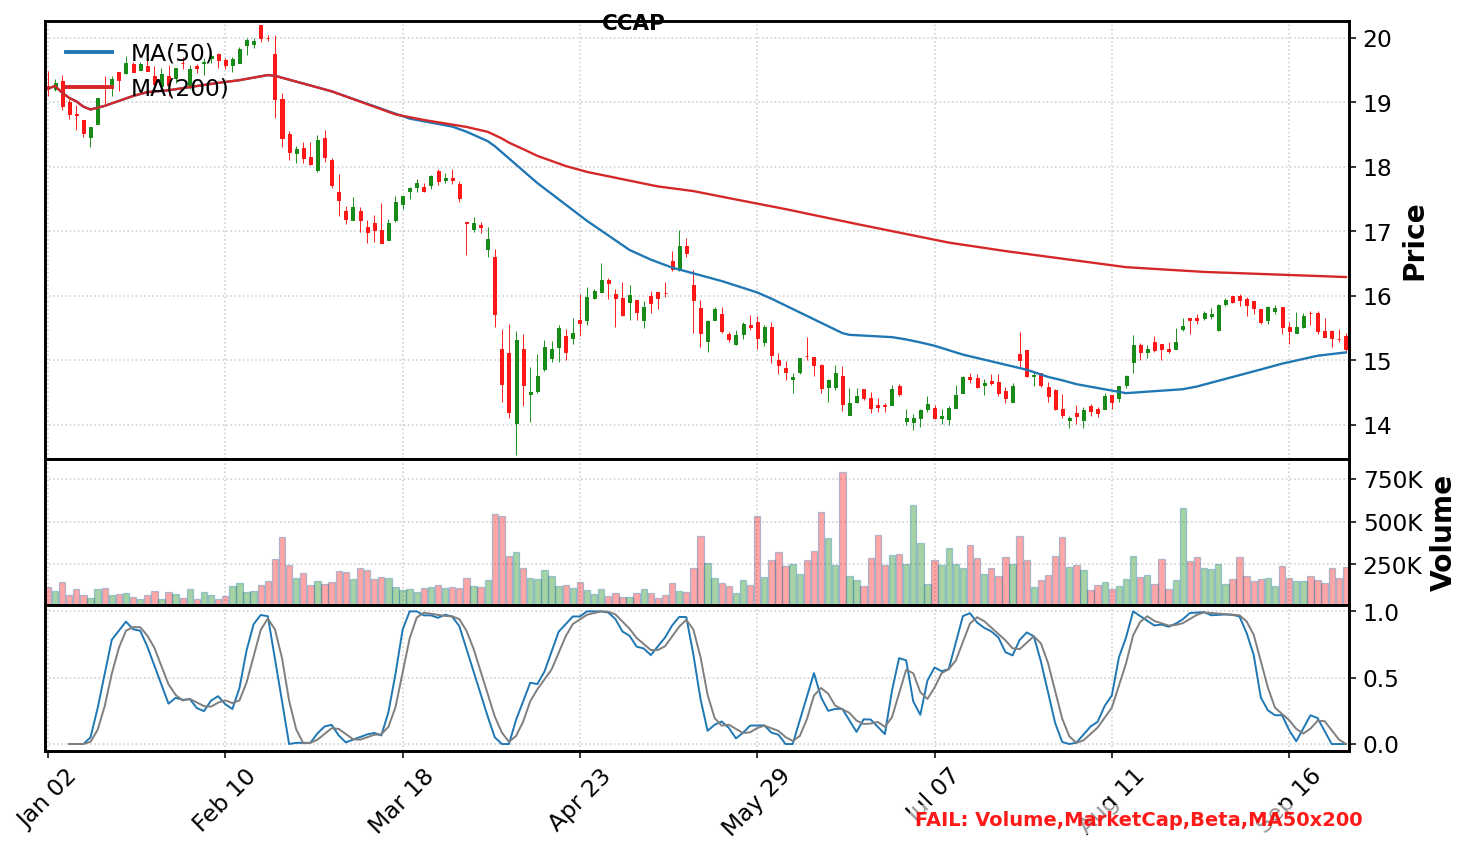 CCAP
MA(50)
MA(200)
20
19
18
17
16
15
14
Price
750K
500K
250K
Volume
1.0
0.5
0.0
Jan 02
Feb 10
Mar 18
Apr 23
May 29
Jul 07
Aug 11
Sep 16
FAIL: Volume,MarketCap,Beta,MA50x200